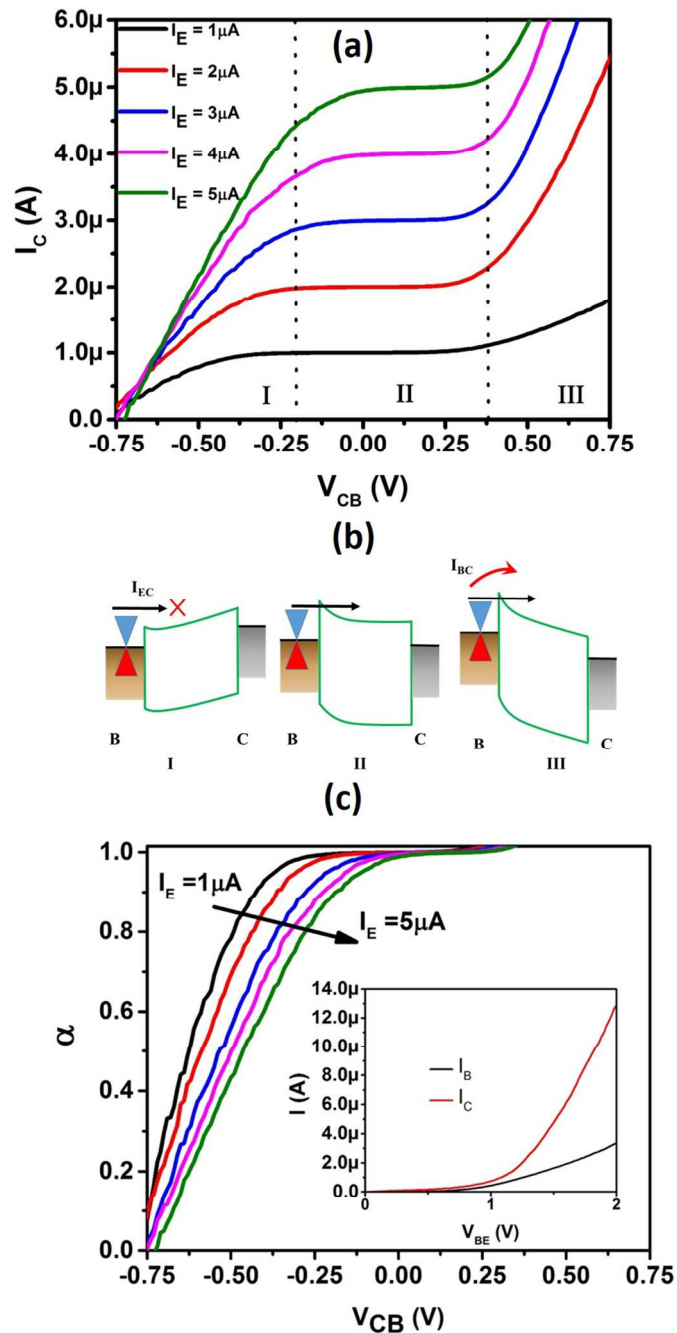 (a)
I_E = 1μA
I_E = 2μA
I_E = 3μA
I_E = 4μA
I_E = 5μA
6.0μ
5.0μ
4.0μ
3.0μ
2.0μ
1.0μ
0.0
I_C (A)
I II III
-0.75 -0.50 -0.25 0.00 0.25 0.50 0.75
V_CB (V)
(b)
I_EC I_BC
B C B C B C
I II III
(c)
1.0
0.8
0.6
0.4
0.2
0.0
α
I_E =1μA
I_E =5μA
14.0μ
12.0μ
10.0μ
8.0μ
6.0μ
4.0μ
2.0μ
0.0
I (A)
I_B
I_C
0 1 2
V_BE (V)
-0.75 -0.50 -0.25 0.00 0.25 0.50 0.75
V_CB (V)